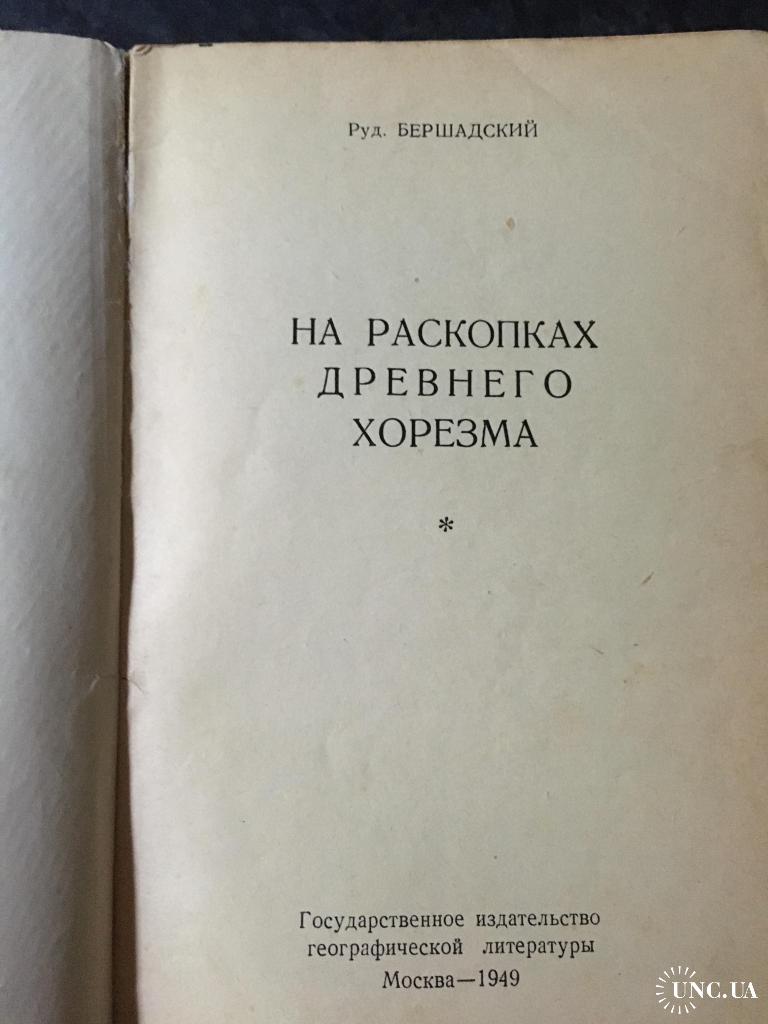 Руд. БЕРШАДСКИЙ
НА РАСКОПКАХ
ДРЕВНЕГО
ХОРЕЗМА
*
Государственное издательство
географической литературы
Москва—1949
UNC.UA